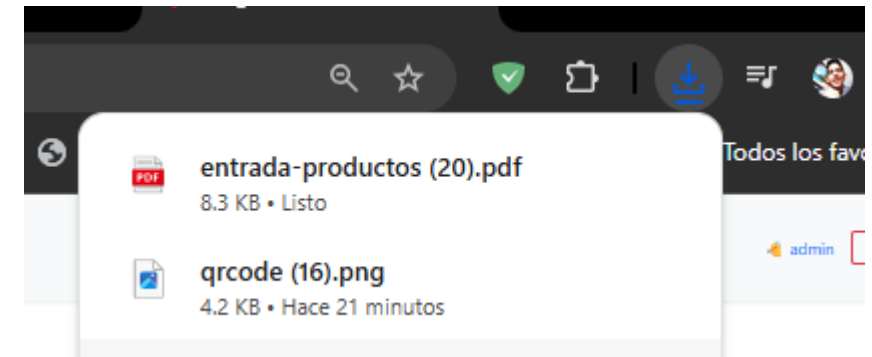 Todos los fav
PDF
entrada-productos (20).pdf
8.3 KB • Listo
admin
qrcode (16).png
4.2 KB • Hace 21 minutos